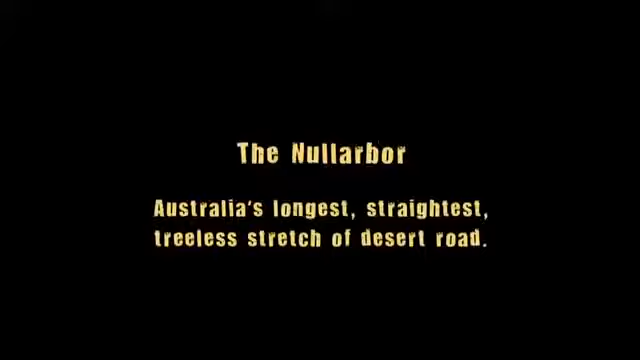 The Nullarbor
Australia's longest, straightest,
treeless stretch of desert road.